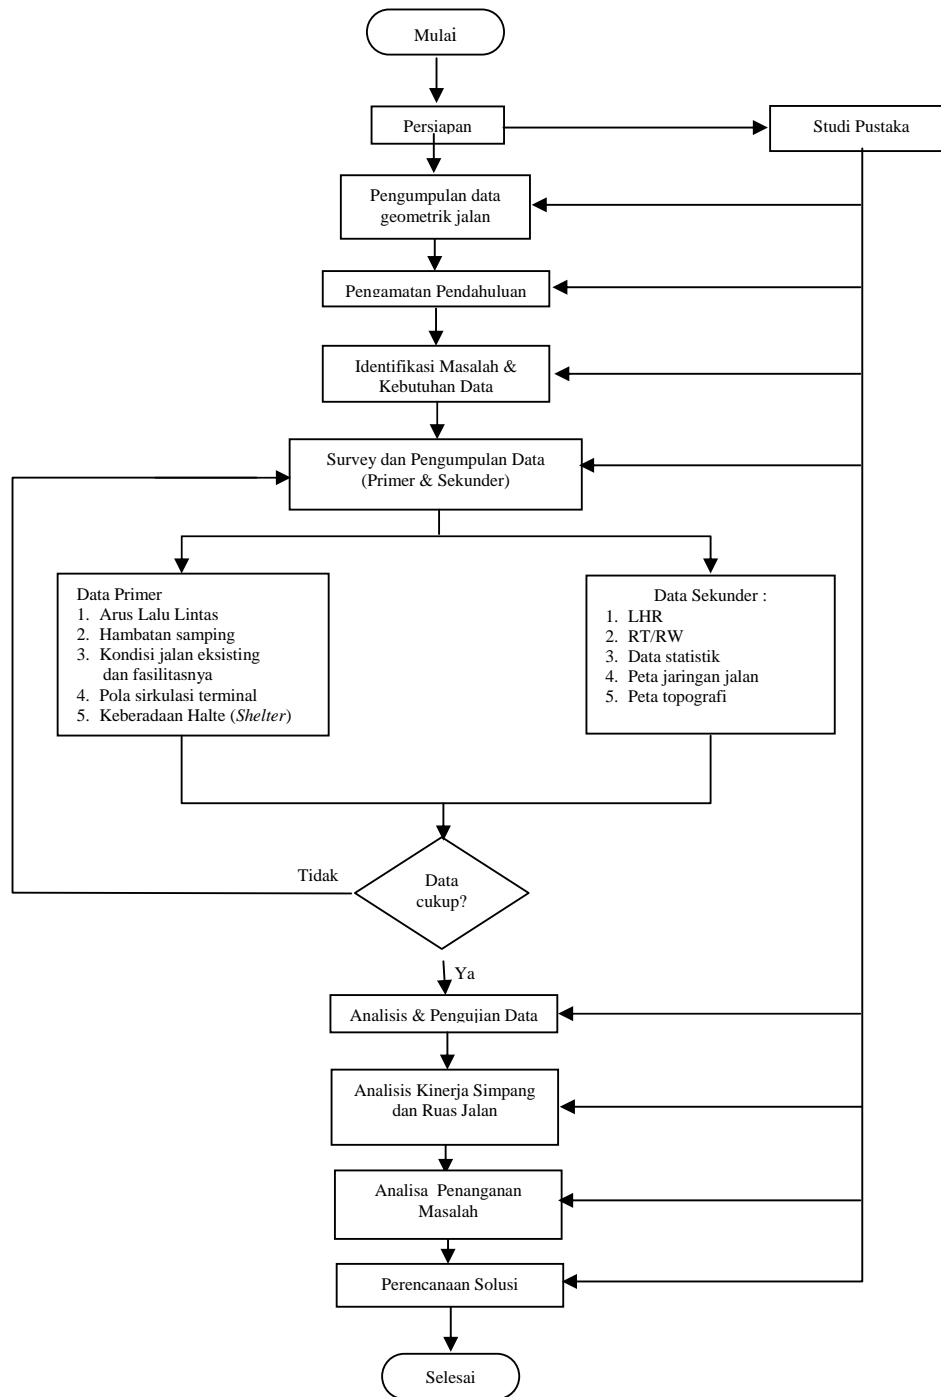 Mulai
Persiapan
Studi Pustaka
Pengumpulan data
geometrik jalan
Pengamatan Pendahuluan
Identifikasi Masalah &
Kebutuhan Data
Survey dan Pengumpulan Data
(Primer & Sekunder)
Data Primer
1. Arus Lalu Lintas
2. Hambatan samping
3. Kondisi jalan eksisting
dan fasilitasnya
4. Pola sirkulasi terminal
5. Keberadaan Halte (Shelter)
Data Sekunder :
1. LHR
2. RT/RW
3. Data statistik
4. Peta jaringan jalan
5. Peta topografi
Tidak
Data
cukup?
Ya
Analisis & Pengujian Data
Analisis Kinerja Simpang
dan Ruas Jalan
Analisa Penanganan
Masalah
Perencanaan Solusi
Selesai